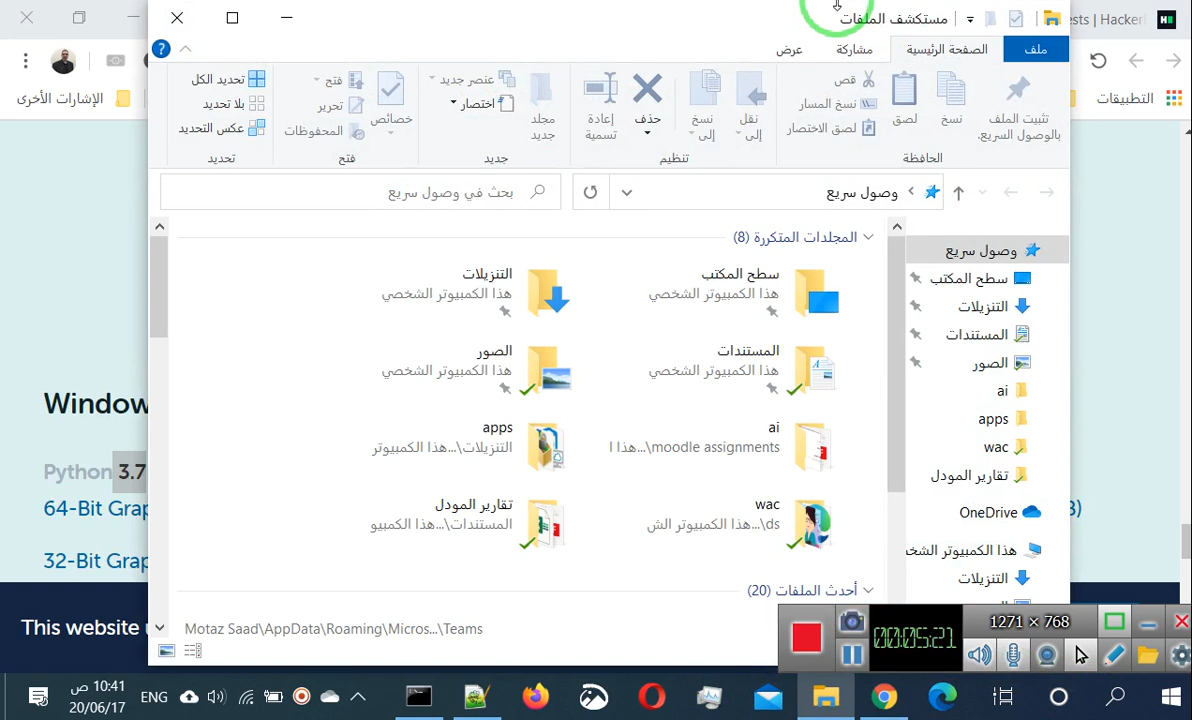 مستكشف الملفات
ests | HackerI
ملف
الصفحة الرئيسية
مشاركة
عرض
التطبيقات
الإشارات الأخرى
تثبيت الملف
بالوصول السريع.
نسخ
لصق
قص
نسخ المسار
لصق الاختصار
الحافظة
نقل
إلى
نسخ
إلى
حذف
إعادة
تسمية
تنظيم
مجلد
جديد
عنصر جديد
اختصار
جديد
خصائص
فتح
تحرير
المحفوظات
فتح
تحديد الكل
بلا تحديد
عكس التحديد
تحديد
وصول سريع
بحث في وصول سريع
وصول سريع
سطح المكتب
التنزيلات
المستندات
الصور
ai
apps
wac
تقارير المودل
OneDrive
هذا الكمبيوتر الشخص
التنزيلات
المجلدات المتكررة (8)
سطح المكتب
هذا الكمبيوتر الشخصي
التنزيلات
هذا الكمبيوتر الشخصي
المستندات
هذا الكمبيوتر الشخصي
الصور
هذا الكمبيوتر الشخصي
ai
هذا ا...\moodle assignments
apps
هذا الكمبيوتر...\التنزيلات
wac
هذا الكمبيوتر الش...\ds
تقارير المودل
هذا الكمبيو...\المستندات
أحدث الملفات (20)
Motaz Saad\AppData\Roaming\Micros...\Teams
Window
Python 3.7
64-Bit Grap
3)
32-Bit Grap
This website u
1271 × 768
00:05:21
10:41 ص
20/06/17
ENG